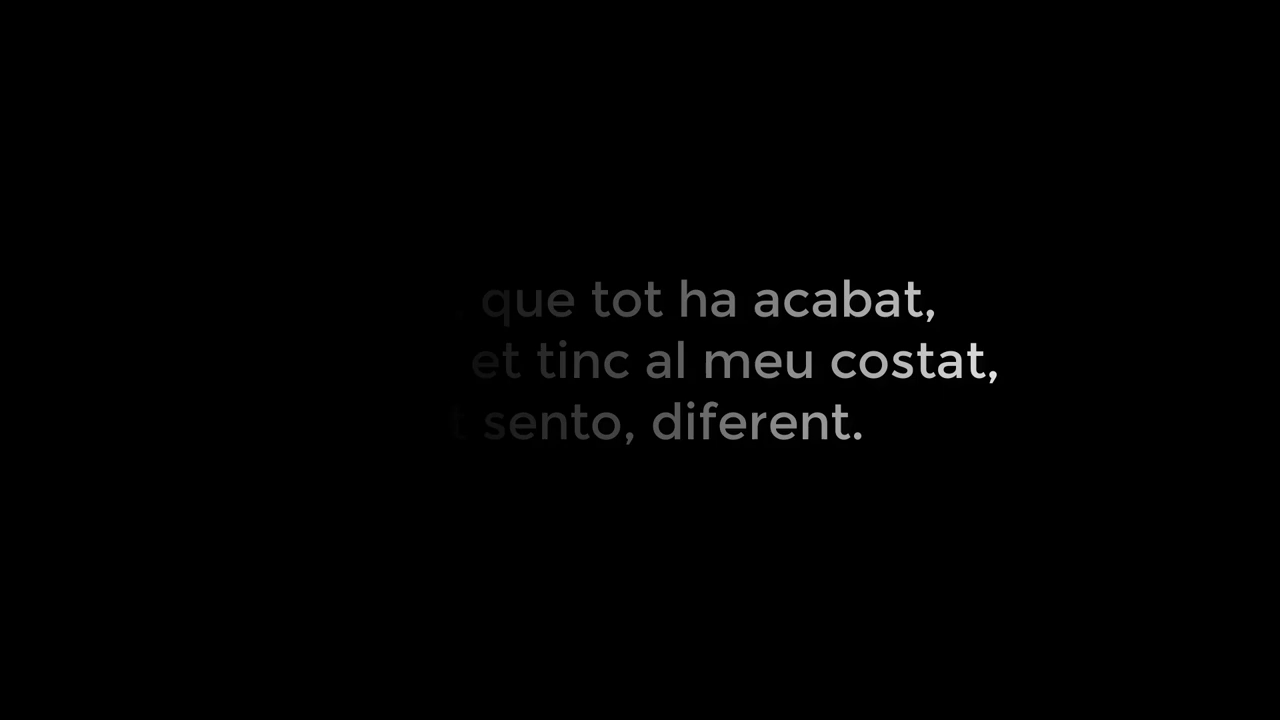 que tot ha acabat,
et tinc al meu costat,
sento, diferent.